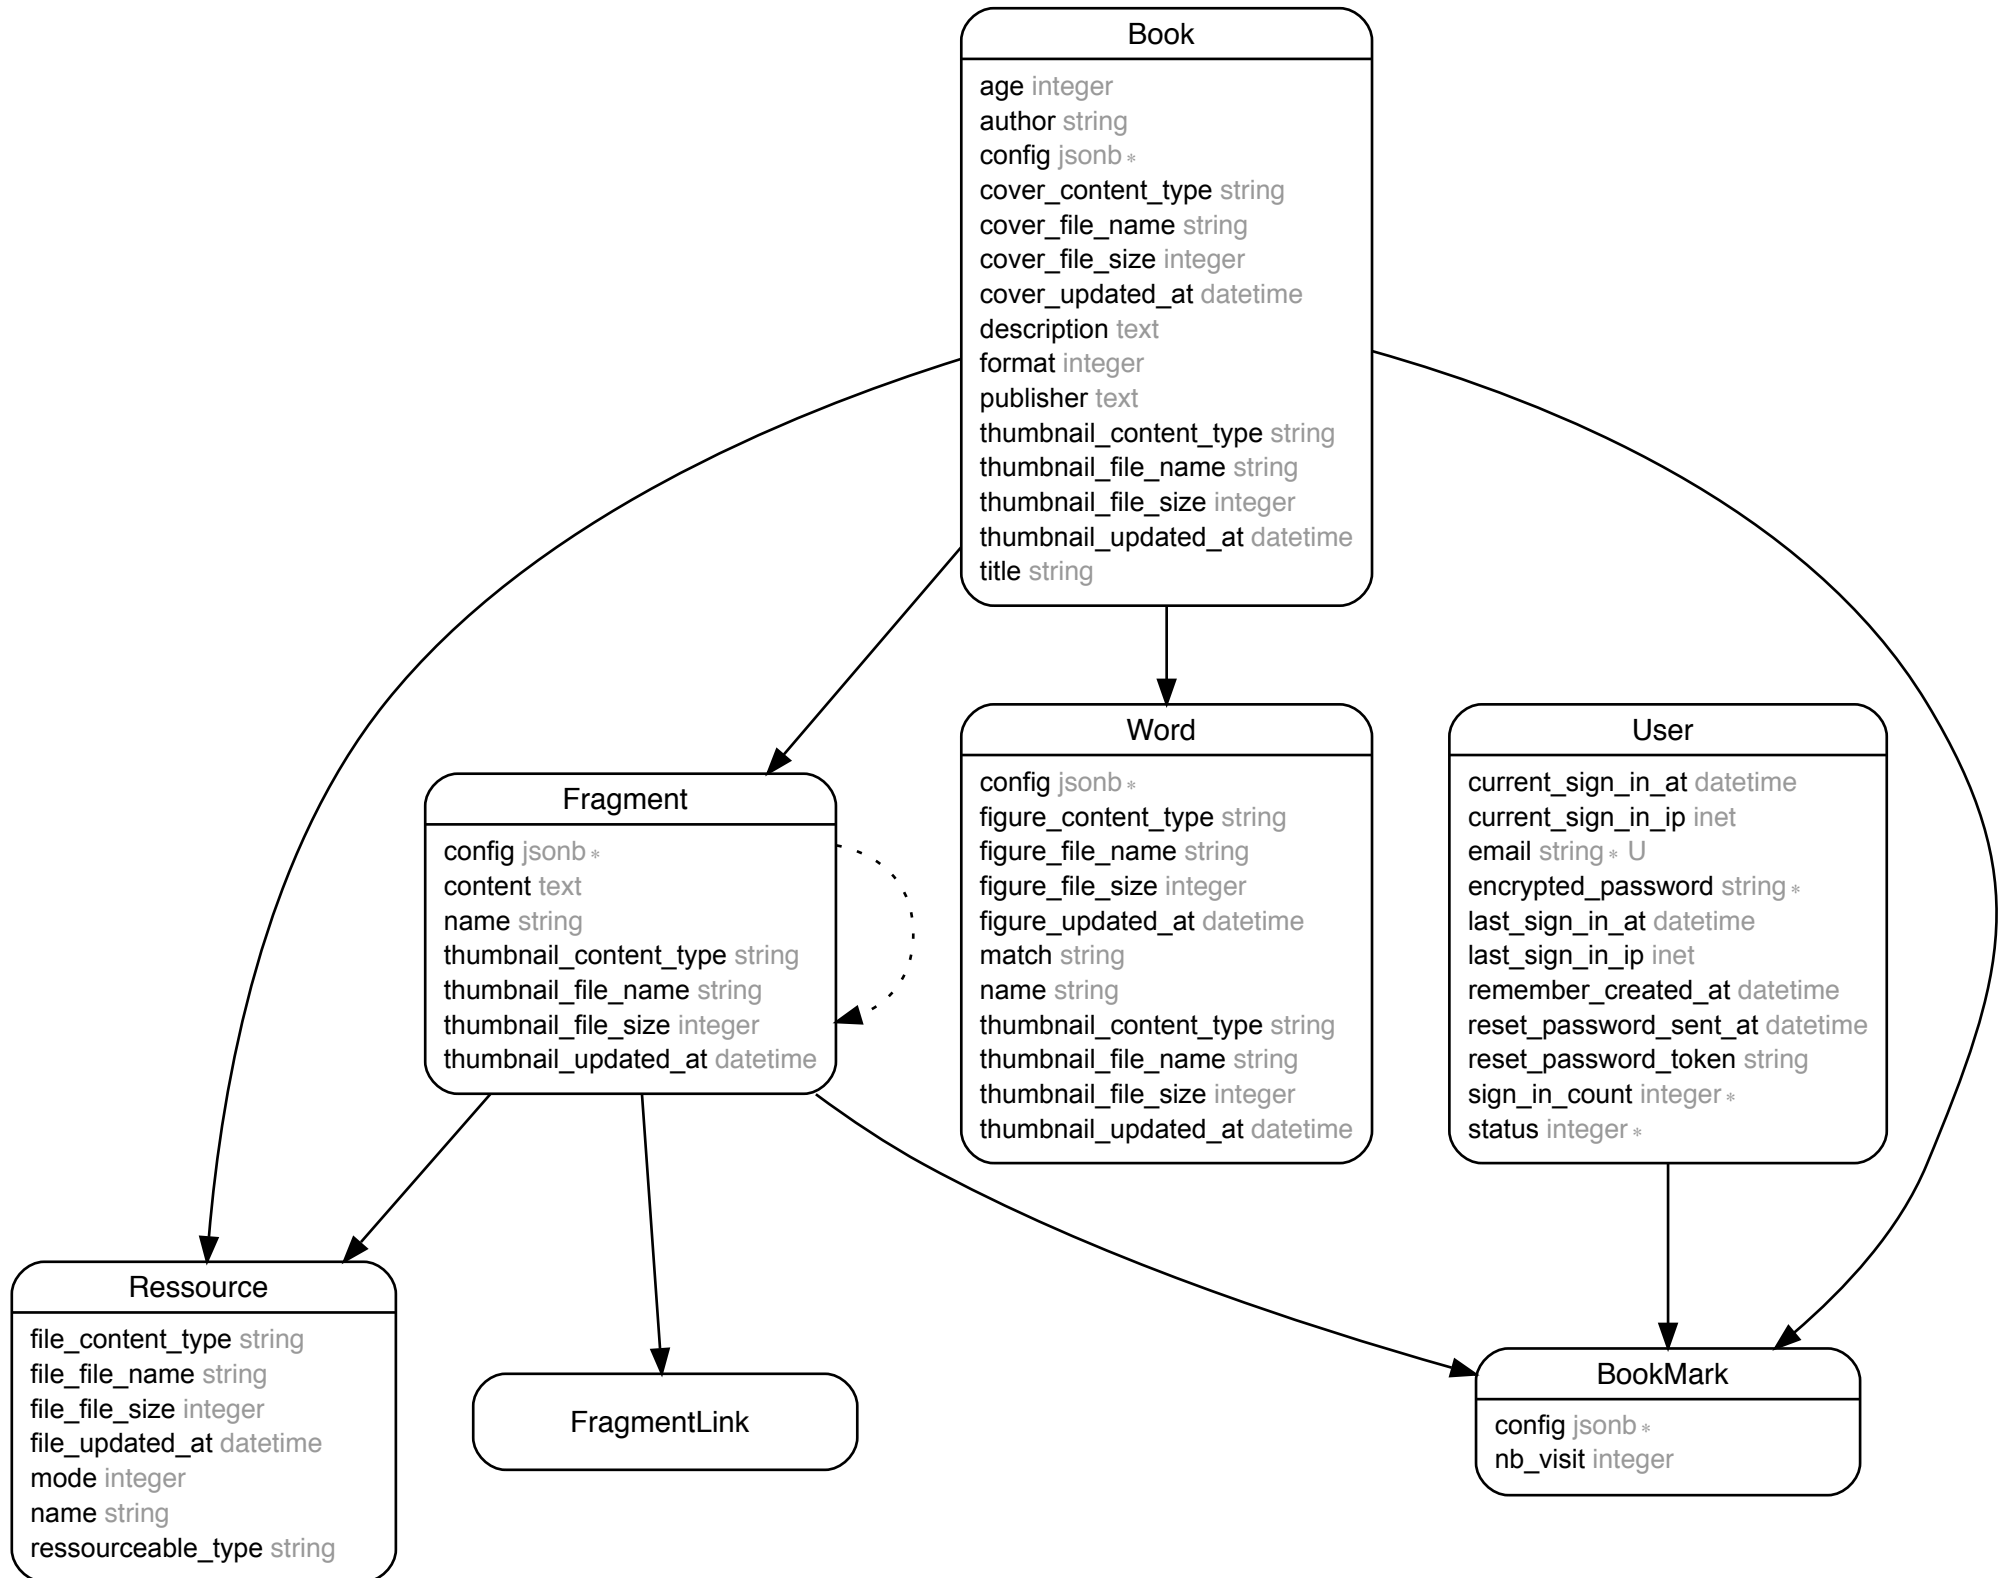 Book
age integer
author string
config jsonb *
cover_content_type string
cover_file_name string
cover_file_size integer
cover_updated_at datetime
description text
format integer
publisher text
thumbnail_content_type string
thumbnail_file_name string
thumbnail_file_size integer
thumbnail_updated_at datetime
title string
Fragment
config jsonb *
content text
name string
thumbnail_content_type string
thumbnail_file_name string
thumbnail_file_size integer
thumbnail_updated_at datetime
Word
config jsonb *
figure_content_type string
figure_file_name string
figure_file_size integer
figure_updated_at datetime
match string
name string
thumbnail_content_type string
thumbnail_file_name string
thumbnail_file_size integer
thumbnail_updated_at datetime
User
current_sign_in_at datetime
current_sign_in_ip inet
email string * U
encrypted_password string *
last_sign_in_at datetime
last_sign_in_ip inet
remember_created_at datetime
reset_password_sent_at datetime
reset_password_token string
sign_in_count integer *
status integer *
Ressource
file_content_type string
file_file_name string
file_file_size integer
file_updated_at datetime
mode integer
name string
ressourceable_type string
FragmentLink
BookMark
config jsonb *
nb_visit integer